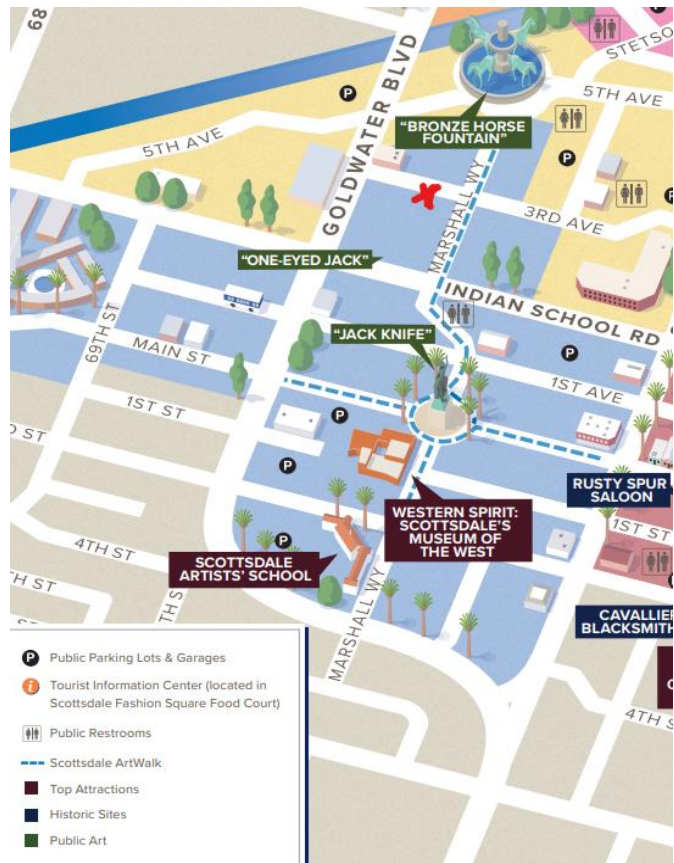 68
STETSO
5TH AVE
"BRONZE HORSE
FOUNTAIN"
5TH AVE
GOLDWATER BLVD
MARSHALL WY
3RD AVE
"ONE-EYED JACK"
INDIAN SCHOOL RD
"JACK KNIFE"
69TH ST
MAIN ST
1ST AVE
1ST ST
D ST
RUSTY SPUR
SALOON
WESTERN SPIRIT:
SCOTTSDALE'S
MUSEUM OF
THE WEST
1ST ST
4TH ST
SCOTTSDALE
ARTISTS' SCHOOL
TH ST
TH S
MARSHALL WY
CAVALLIE
BLACKSMITH
4TH S
P Public Parking Lots & Garages
i Tourist Information Center (located in
Scottsdale Fashion Square Food Court)
Public Restrooms
Scottsdale ArtWalk
Top Attractions
Historic Sites
Public Art